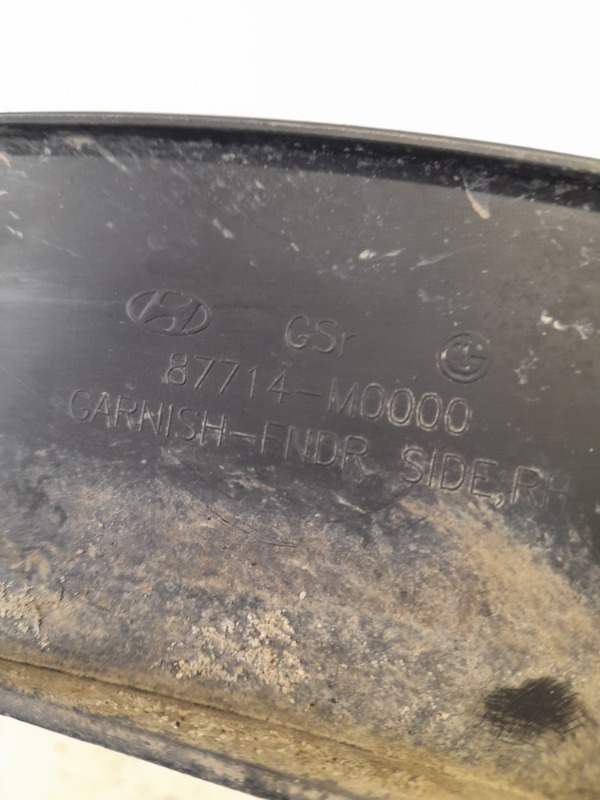 GSr
87714-M0000
GARNISH-FNDR SIDE,RH